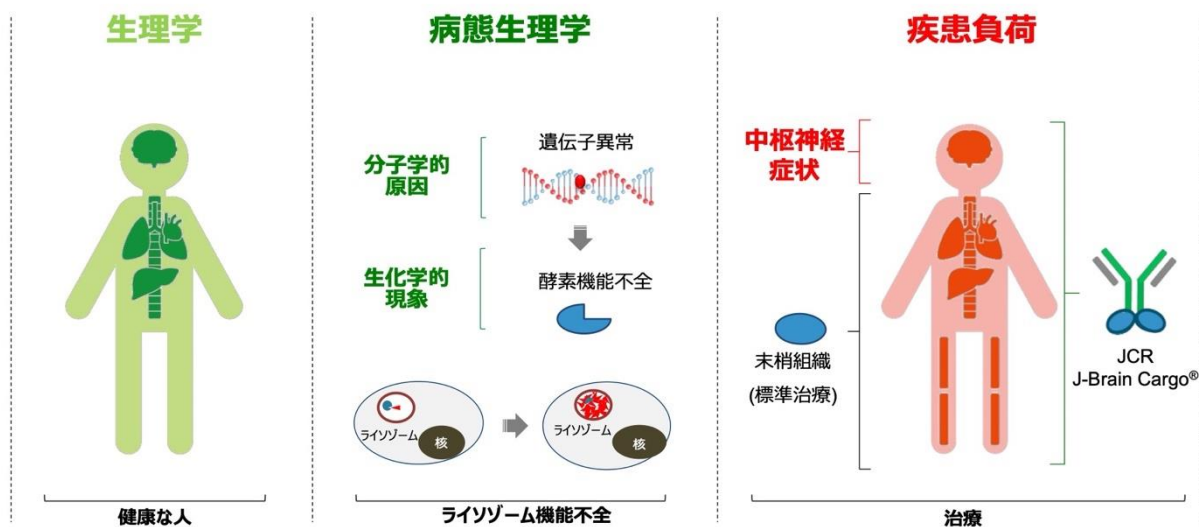 生理学
健康な人
病態生理学
分子学的
原因
遺伝子異常
生化学的
現象
酵素機能不全
ライソゾーム
核
ライソゾーム
核
ライソゾーム機能不全
疾患負荷
中枢神経
症状
末梢組織
(標準治療)
JCR
J-Brain Cargo®
治療